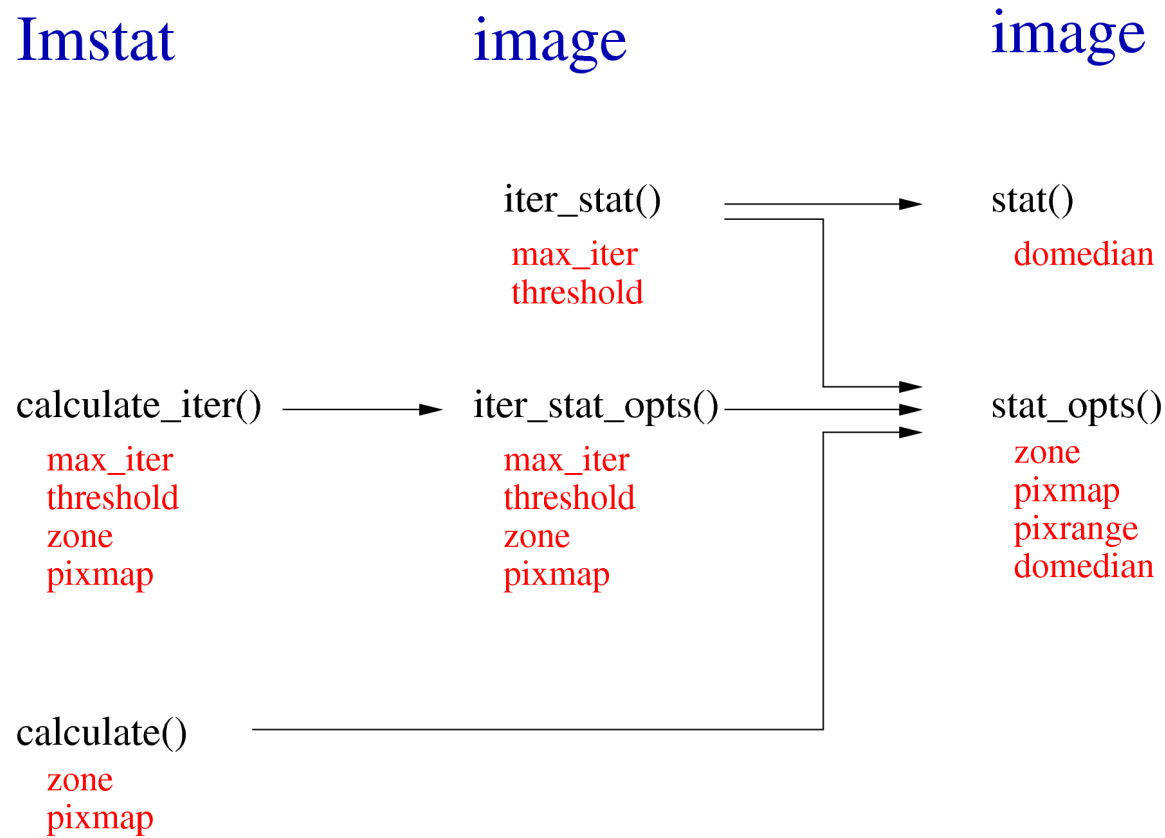 Imstat image image
iter_stat() stat()
max_iter domedian
threshold
calculate_iter() iter_stat_opts() stat_opts()
max_iter max_iter zone
threshold threshold pixmap
zone zone pixrange
pixmap pixmap domedian
calculate()
zone
pixmap